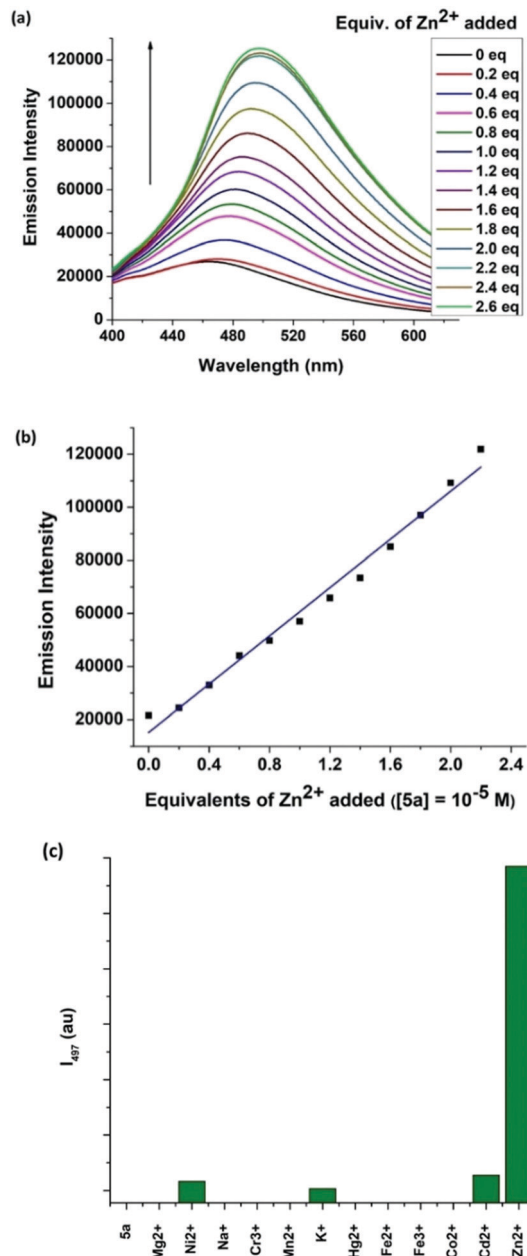 (a)
Equiv. of Zn2+ added
120000
100000
80000
60000
40000
20000
0
Emission Intensity
0 eq
0.2 eq
0.4 eq
0.6 eq
0.8 eq
1.0 eq
1.2 eq
1.4 eq
1.6 eq
1.8 eq
2.0 eq
2.2 eq
2.4 eq
2.6 eq
400 440 480 520 560 600
Wavelength (nm)
(b)
120000
100000
80000
60000
40000
20000
Emission Intensity
0.0 0.4 0.8 1.2 1.6 2.0 2.4
Equivalents of Zn2+ added ([5a] = 10-5 M)
(c)
I497 (au)
5a
Mg2+
Ni2+
Na+
Cr3+
Mn2+
K+
Hg2+
Fe2+
Fe3+
Co2+
Cd2+
Zn2+